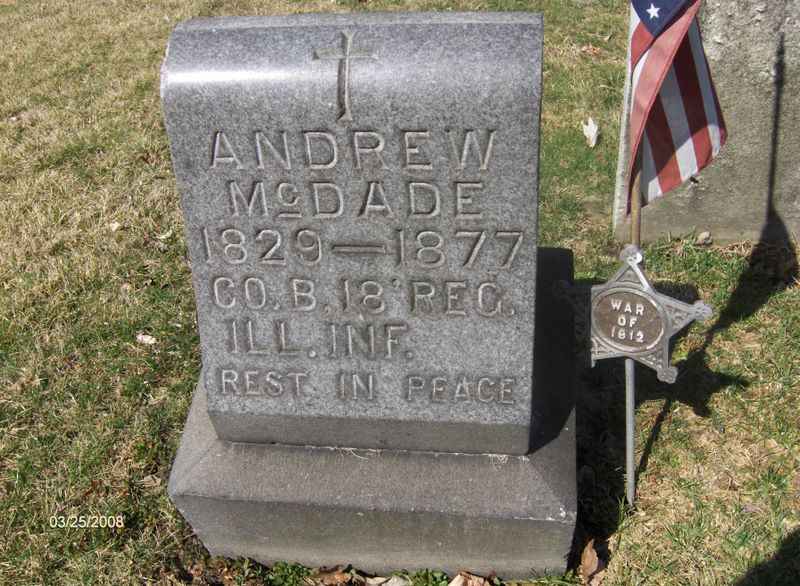 ANDREW
McDADE
1829—1877
CO. B. 18' REG.
ILL. INF.
REST IN PEACE
WAR
OF
1812
03/25/2008